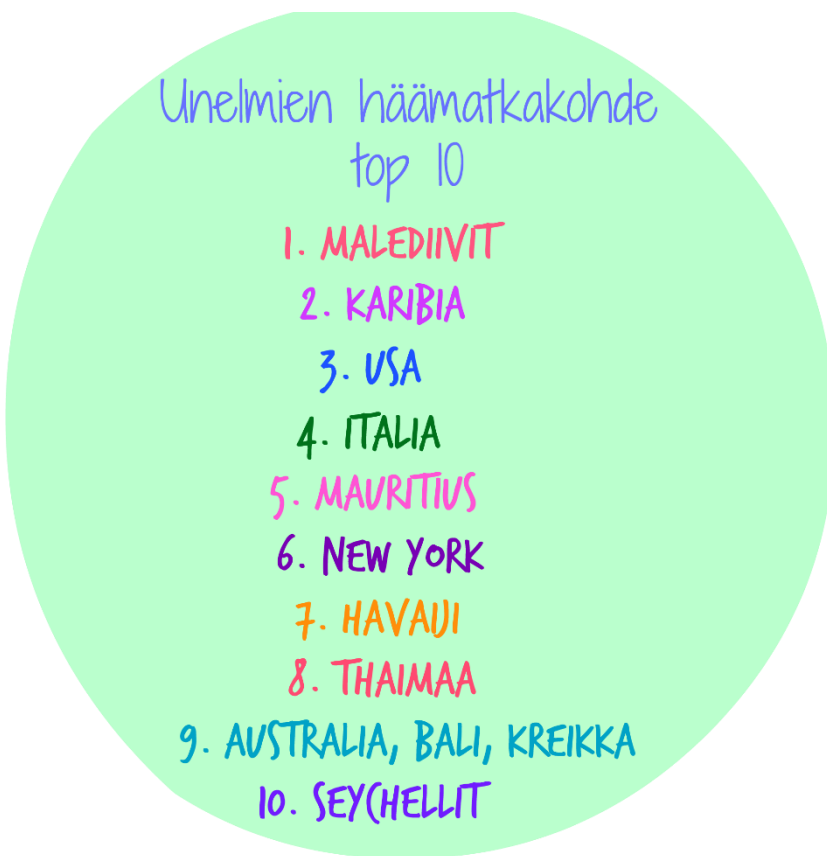 Unelmien häämatkakohde
top 10
1. MALEDIIVIT
2. KARIBIA
3. USA
4. ITALIA
5. MAURITIUS
6. NEW YORK
7. HAVAIJI
8. THAIMAA
9. AUSTRALIA, BALI, KREIKKA
10. SEYCHELLIT